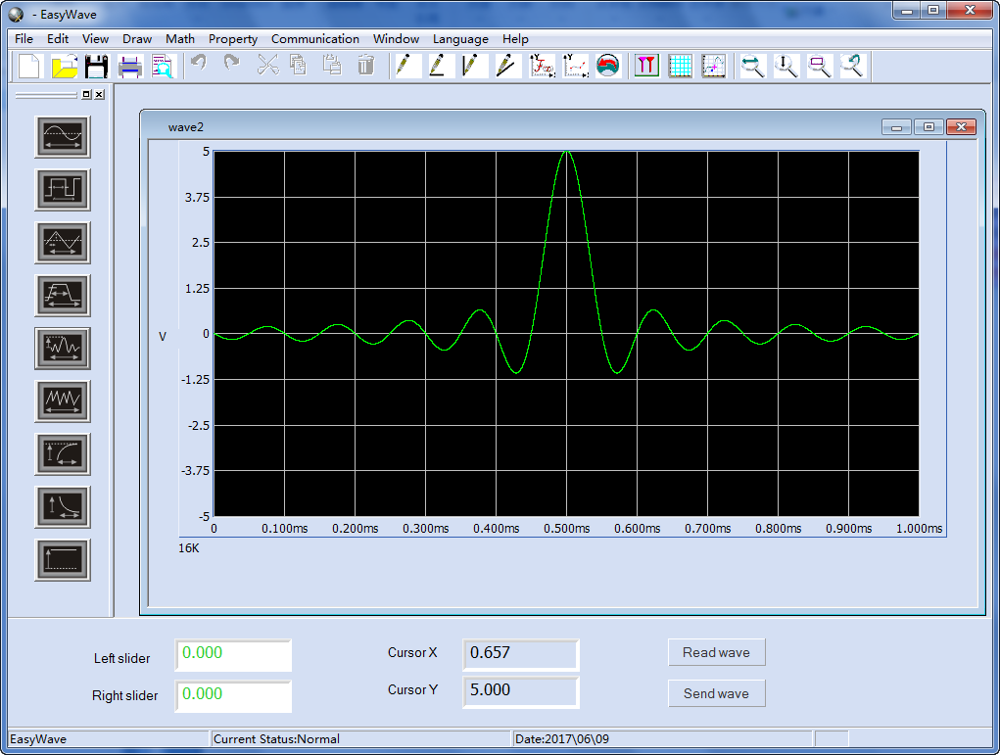 - EasyWave
File Edit View Draw Math Property Communication Window Language Help
wave2
5
3.75
2.5
1.25
V
0
-1.25
-2.5
-3.75
-5
0 0.100ms 0.200ms 0.300ms 0.400ms 0.500ms 0.600ms 0.700ms 0.800ms 0.900ms 1.000ms
16K
Left slider 0.000 Cursor X 0.657 Read wave
Right slider 0.000 Cursor Y 5.000 Send wave
EasyWave Current Status:Normal Date:2017\06\09